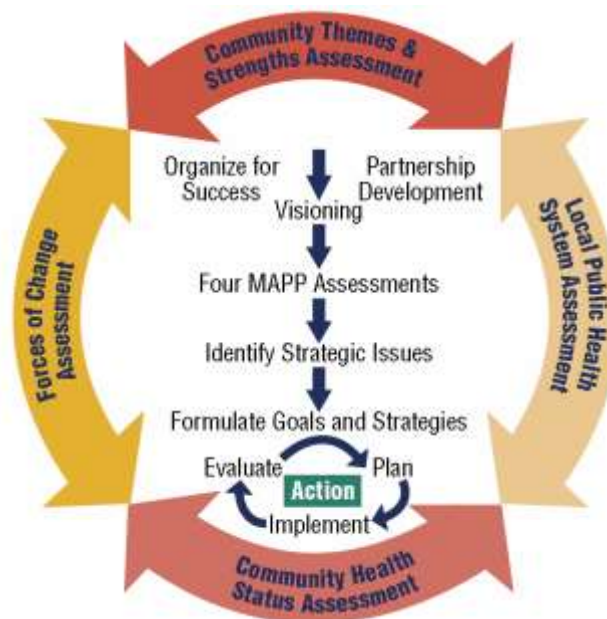 Community Themes &
Strengths Assessment
Organize for
Success
Partnership
Development
Visioning
Four MAPP Assessments
Identify Strategic Issues
Formulate Goals and Strategies
Evaluate
Plan
Action
Implement
Forces of Change
Assessment
Local Public Health
System Assessment
Community Health
Status Assessment